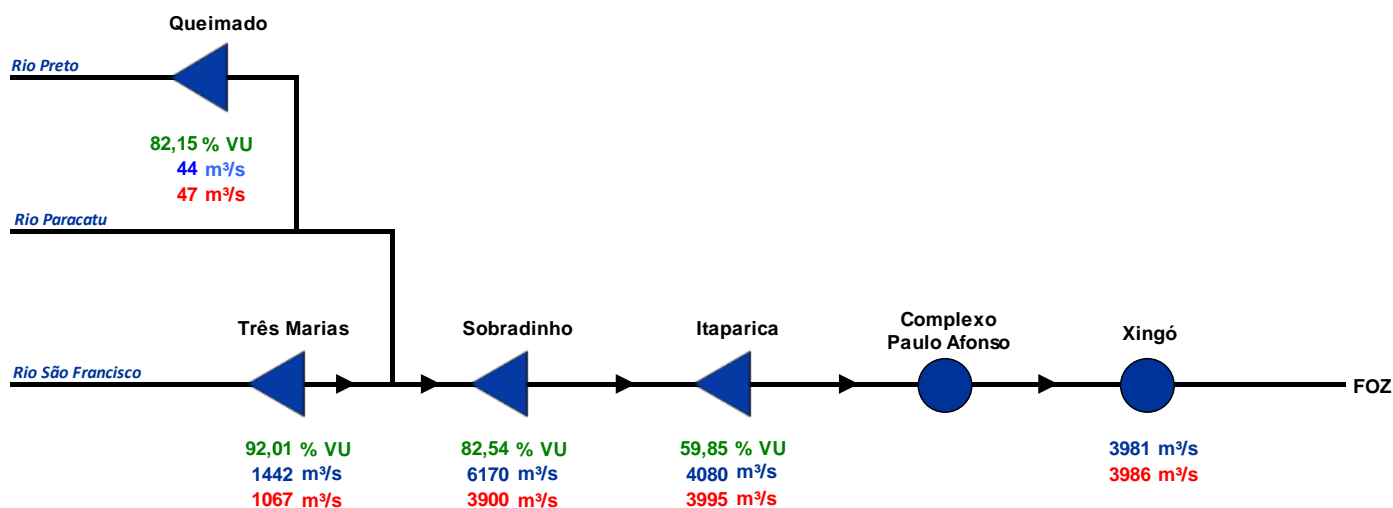 Queimado
Rio Preto
82,15 % VU
44 m³/s
47 m³/s
Rio Paracatu
Três Marias
Sobradinho
Itaparica
Complexo
Paulo Afonso
Xingó
Rio São Francisco
FOZ
92,01 % VU
1442 m³/s
1067 m³/s
82,54 % VU
6170 m³/s
3900 m³/s
59,85 % VU
4080 m³/s
3995 m³/s
3981 m³/s
3986 m³/s